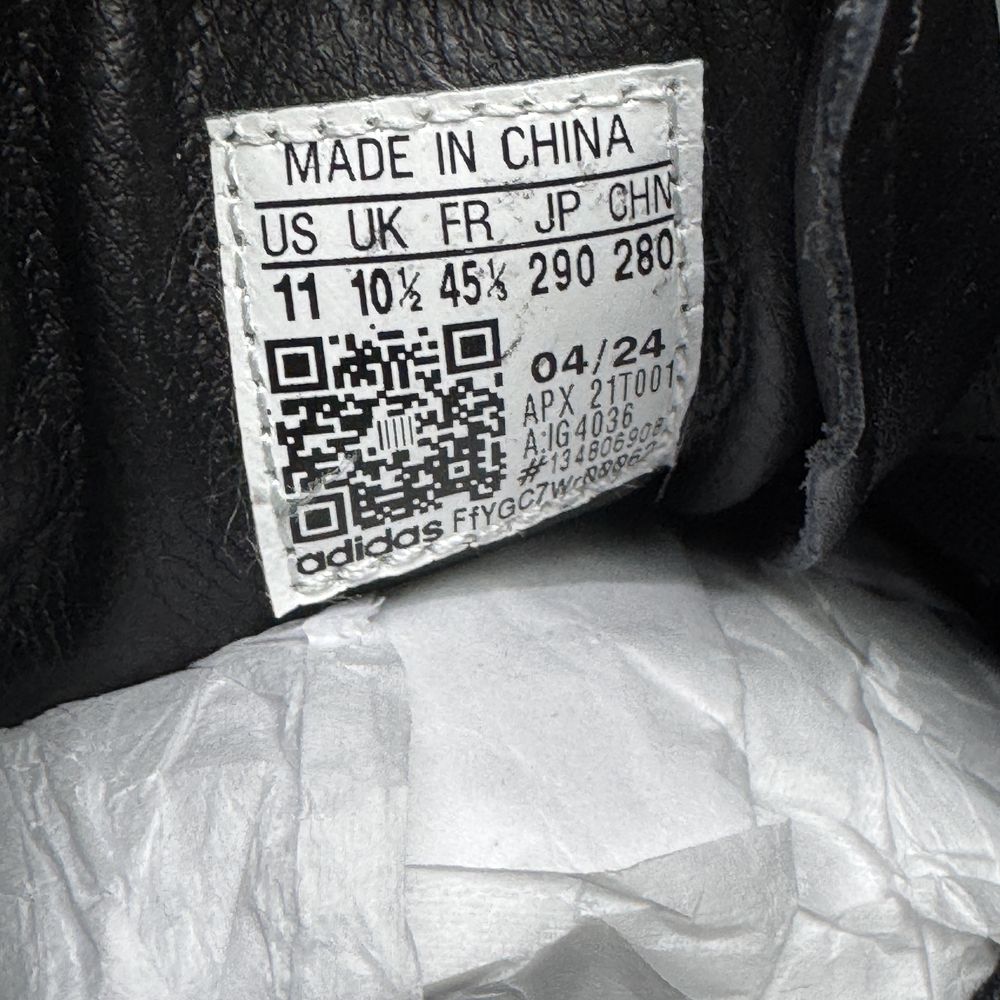 MADE IN CHINA
US UK FR JP CHN
11 10½ 45⅓ 290 280
04/24
APX 21T001
A:IG4036
adidas